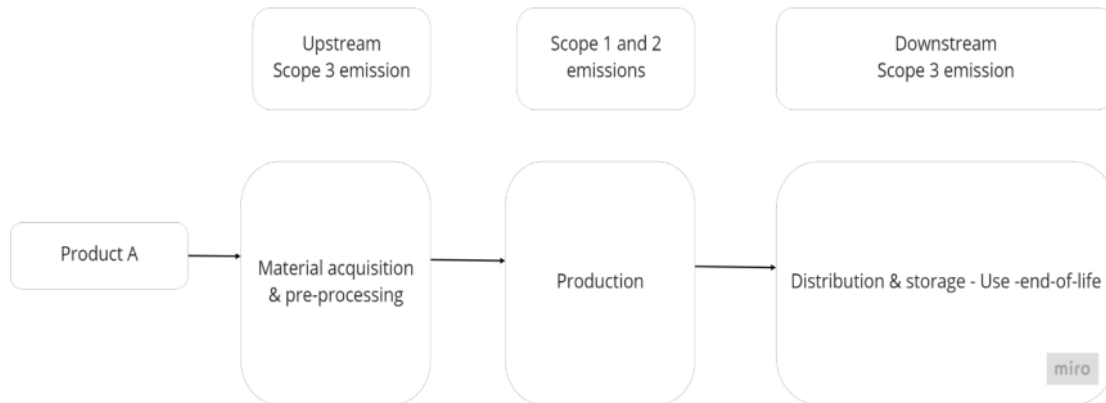 Upstream
Scope 3 emission
Scope 1 and 2
emissions
Downstream
Scope 3 emission
Product A
Material acquisition
& pre-processing
Production
Distribution & storage - Use -end-of-life
miro